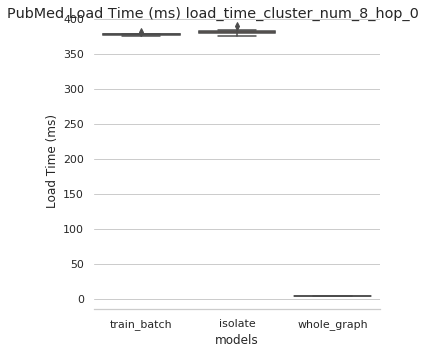 PubMed Load Time (ms) load_time_cluster_num_8_hop_0
400
350
300
250
200
150
100
50
0
Load Time (ms)
train_batch isolate whole_graph
models